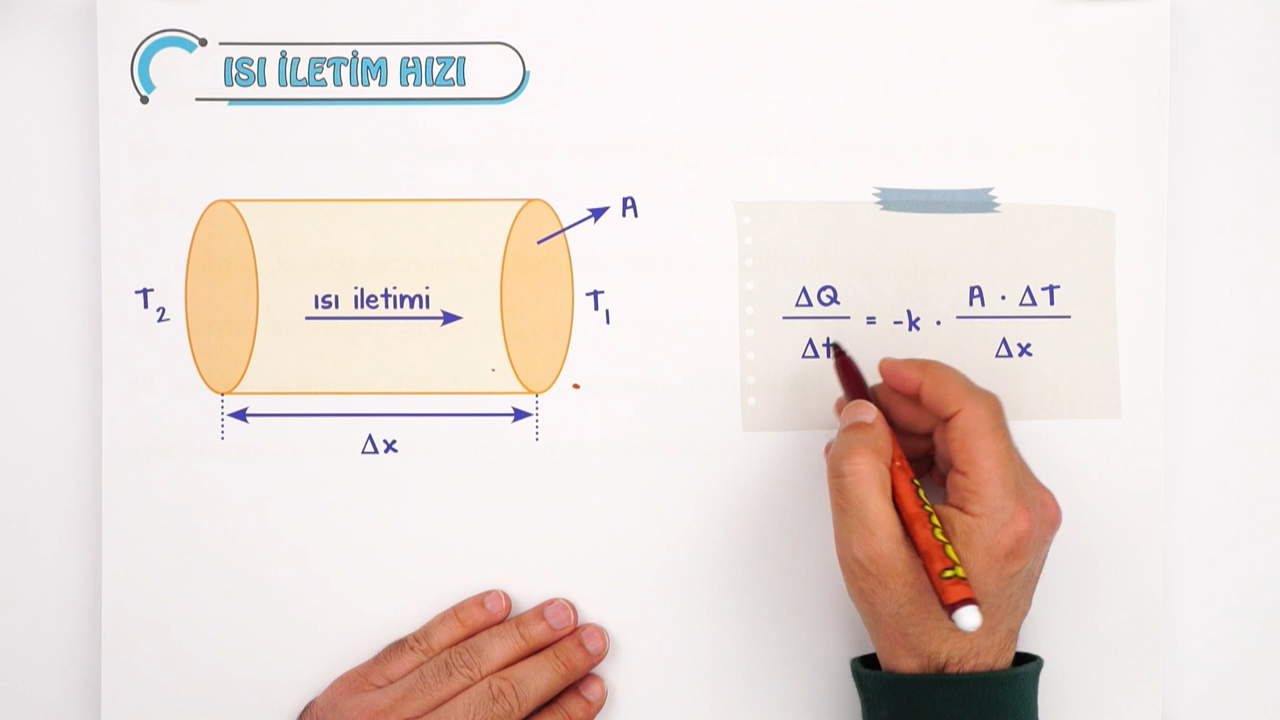 ISI İLETİM HIZI
A
T₂
ısı iletimi
T₁
Δx
ΔQ
Δt
= -k ·
A · ΔT
Δx